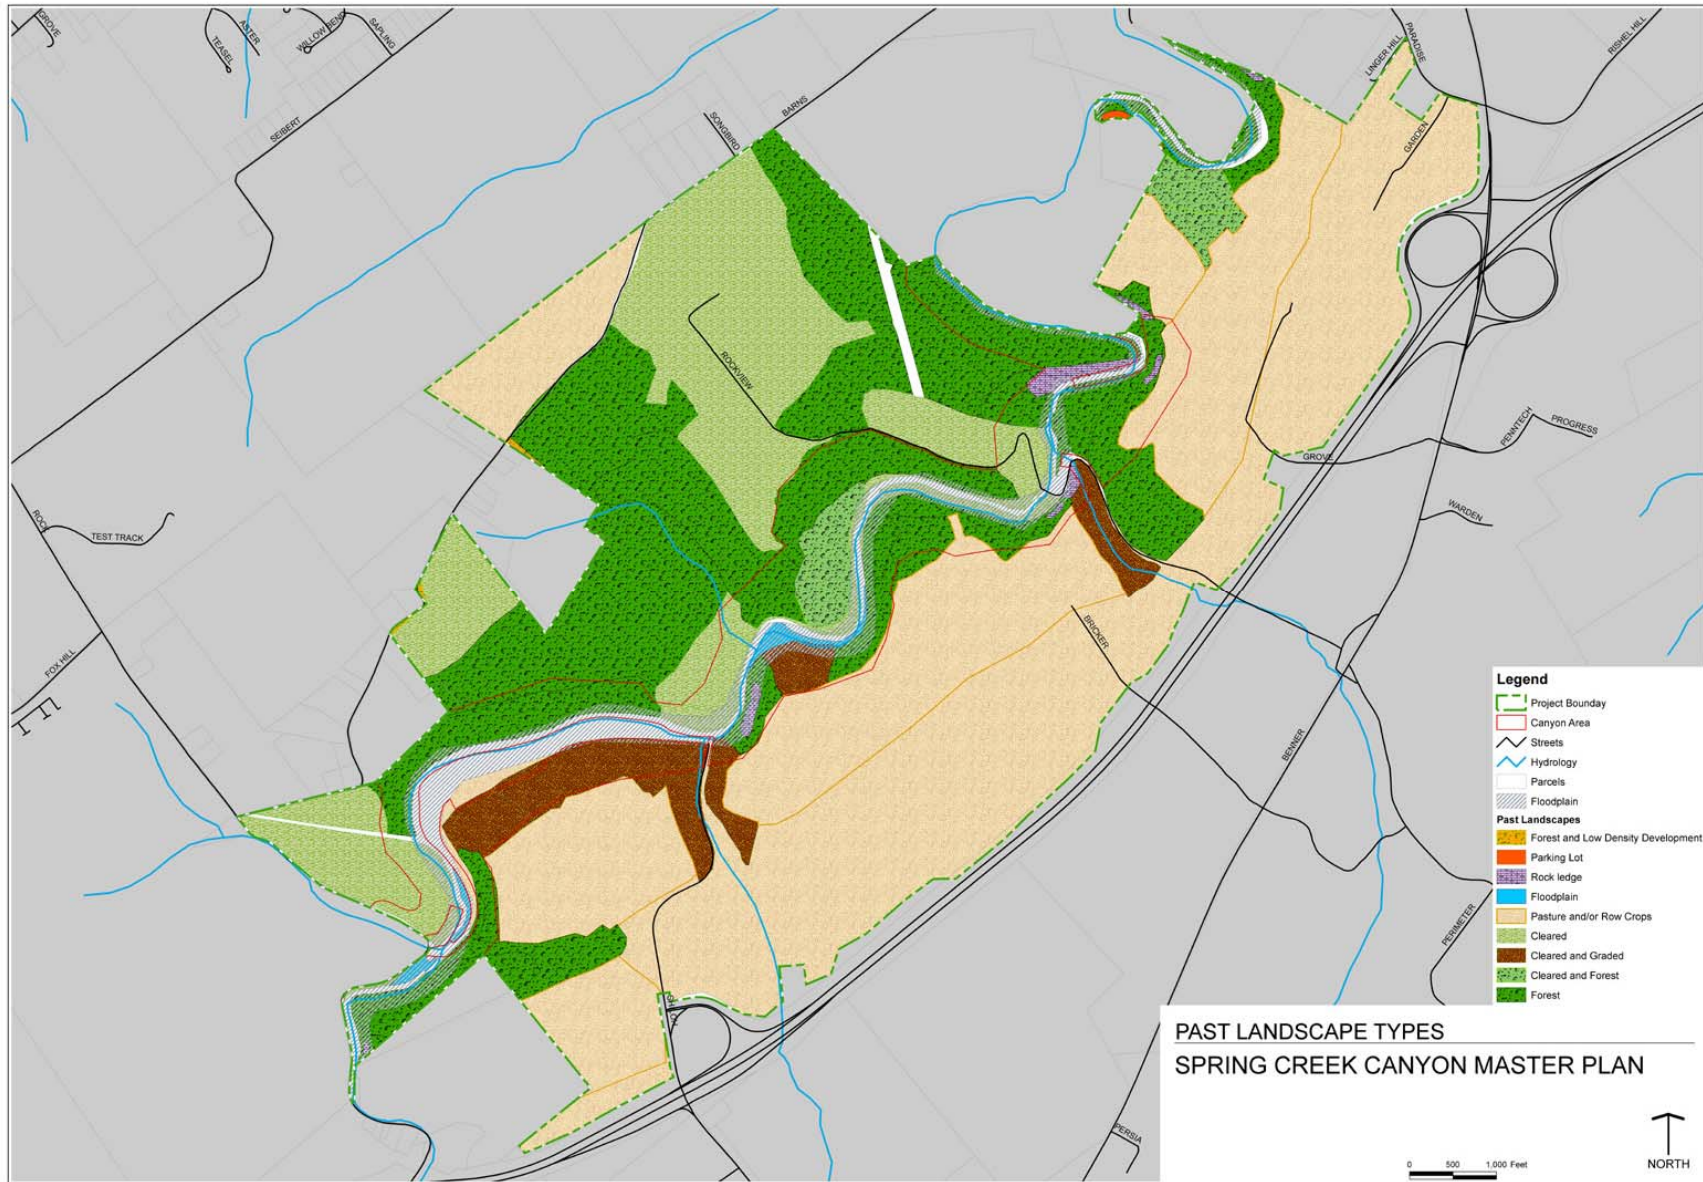 GROVE
ASTER
TEASEL
WILLOW BEND
SAPLING
SEIBERT
SONGBIRD
BARNS
LINGER HILL
PARADISE
RISHEL HILL
GARDEN
ROCKVIEW
GROVE
PENNTECH
PROGRESS
WARDEN
ROCK
TEST TRACK
FOX HILL
BRICKER
BENNER
PERIMETER
SHILOH
PERSIA
Legend
Project Bounday
Canyon Area
Streets
Hydrology
Parcels
Floodplain
Past Landscapes
Forest and Low Density Development
Parking Lot
Rock ledge
Floodplain
Pasture and/or Row Crops
Cleared
Cleared and Graded
Cleared and Forest
Forest
PAST LANDSCAPE TYPES
SPRING CREEK CANYON MASTER PLAN
0 500 1,000 Feet
NORTH